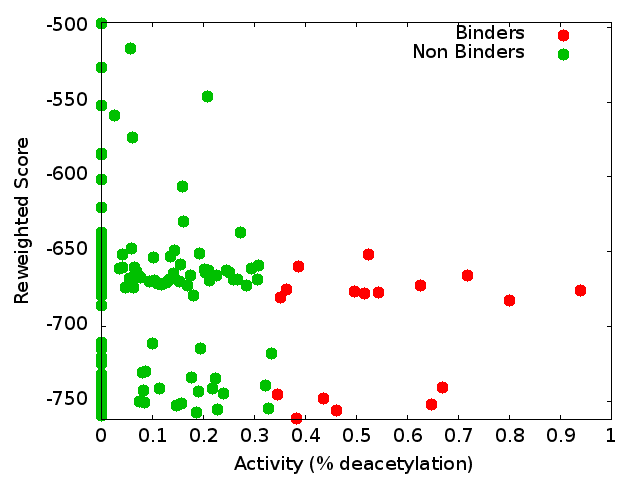 Binders
Non Binders
-500
-550
-600
-650
-700
-750
Reweighted Score
0 0.1 0.2 0.3 0.4 0.5 0.6 0.7 0.8 0.9 1
Activity (% deacetylation)